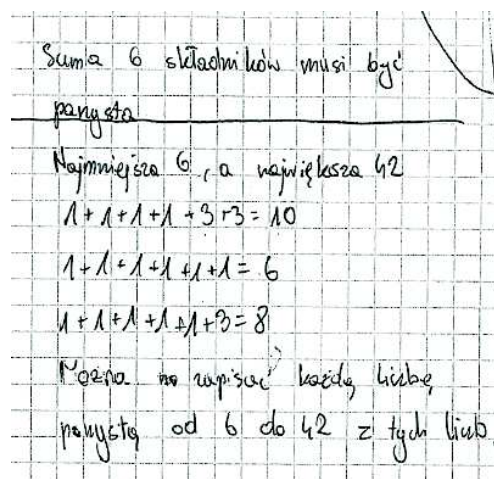 Suma 6 składników musi być
parzysta
Najmniejsza 6, a największa 42
1+1+1+1+3+3=10
1+1+1+1+1+1=6
1+1+1+1+1+3=8
Można zapisać każdą liczbę
parzystą od 6 do 42 z tych liczb